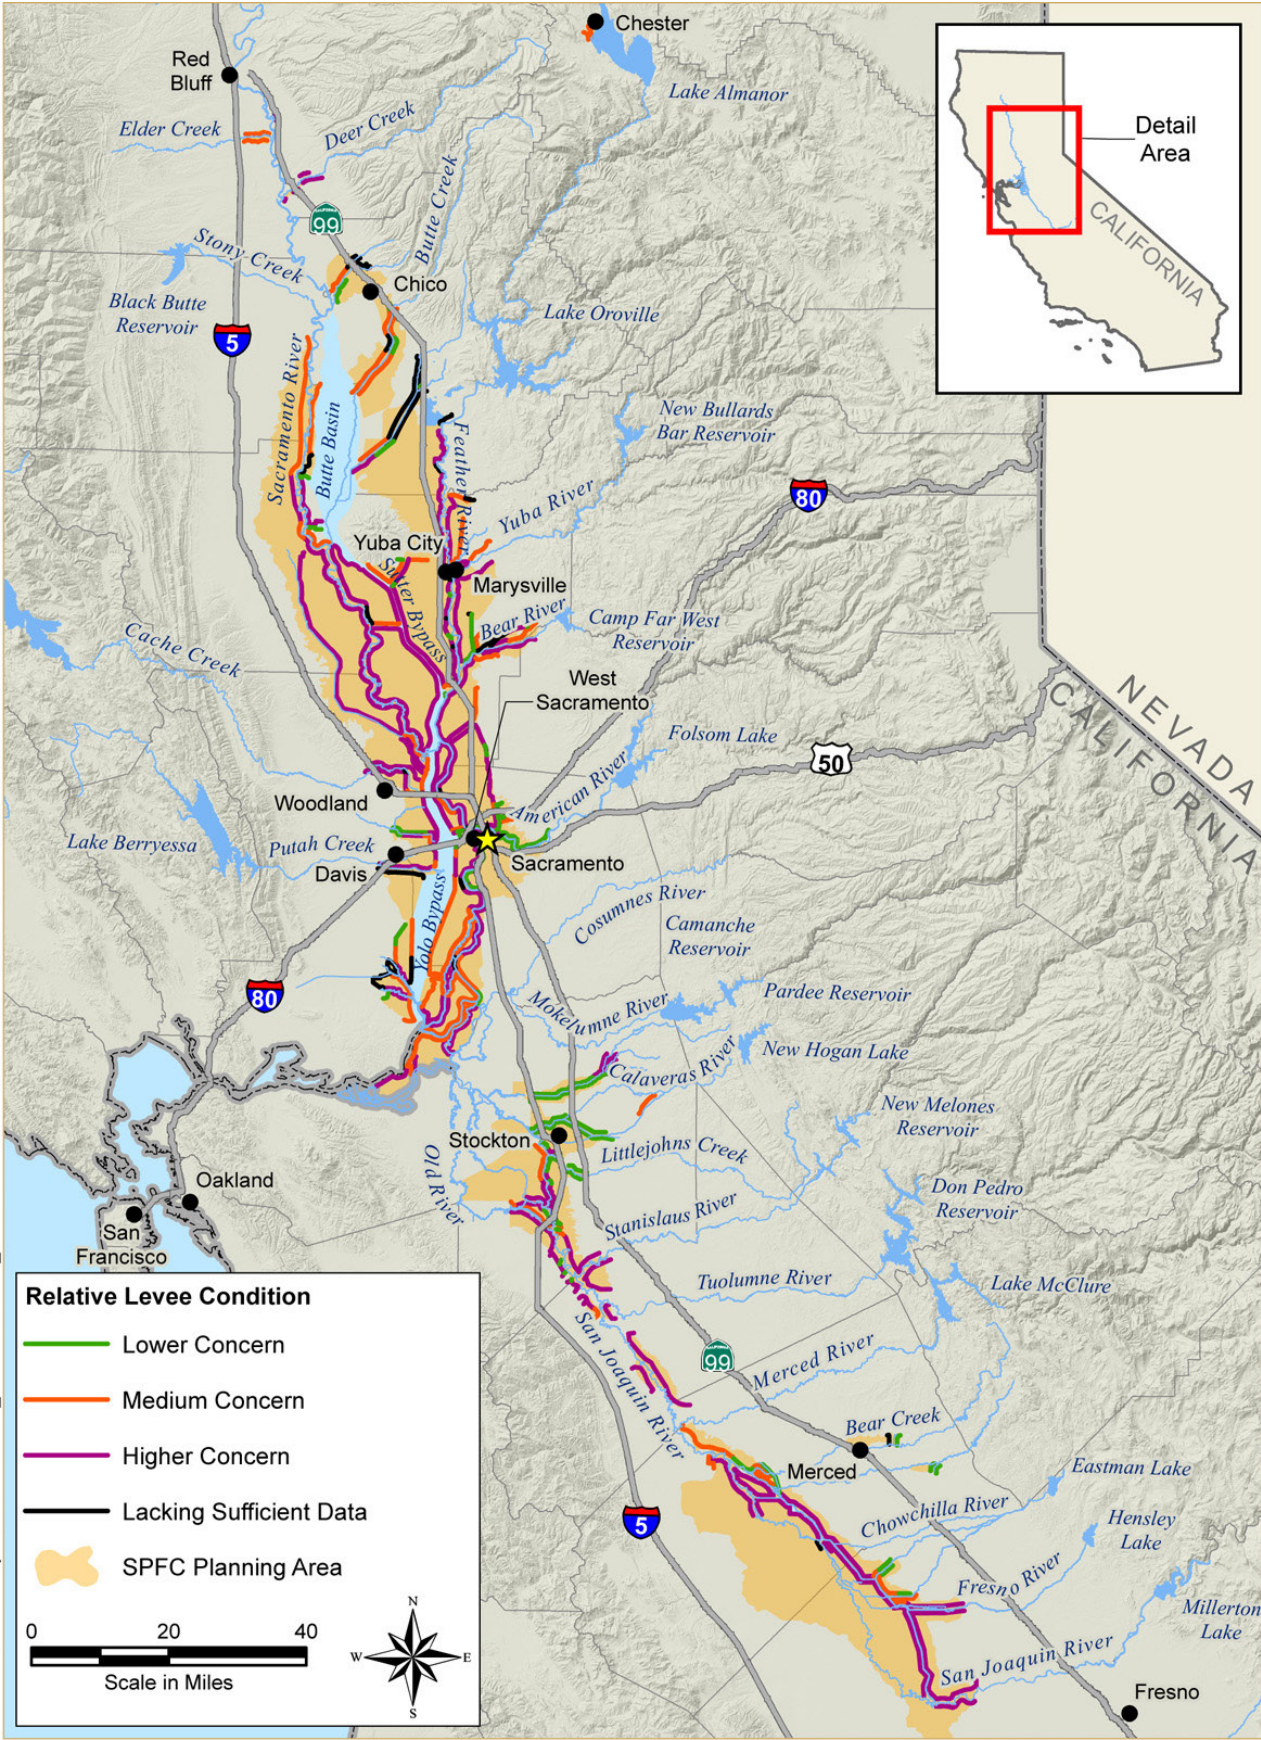 Chester
Red
Bluff
Lake Almanor
Elder Creek
Deer Creek
Detail
Area
CALIFORNIA
Butte Creek
CALIFORNIA
99
Stony Creek
Chico
Black Butte
Reservoir
Lake Oroville
5
Sacramento River
Butte Basin
New Bullards
Bar Reservoir
Feather River
80
Yuba River
Yuba City
Sutter Bypass
Marysville
Bear River
Camp Far West
Reservoir
Cache Creek
West
Sacramento
NEVADA
CALIFORNIA
Folsom Lake
50
American River
Woodland
Lake Berryessa
Putah Creek
Davis
Sacramento
Yolo Bypass
Cosumnes River
Camanche
Reservoir
80
Mokelumne River
Pardee Reservoir
New Hogan Lake
Calaveras River
New Melones
Reservoir
Stockton
Littlejohns Creek
Old River
Oakland
Don Pedro
Reservoir
San
Francisco
Stanislaus River
Tuolumne River
Lake McClure
San Joaquin River
CALIFORNIA
99
Merced River
Bear Creek
Merced
Eastman Lake
5
Chowchilla River
Hensley
Lake
Fresno River
Millerton
Lake
San Joaquin River
Fresno
Relative Levee Condition
Lower Concern
Medium Concern
Higher Concern
Lacking Sufficient Data
SPFC Planning Area
0 20 40
Scale in Miles
N
W E
S